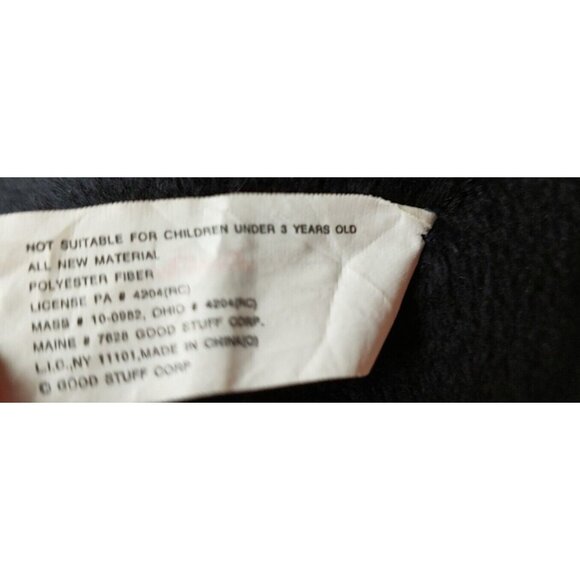 NOT SUITABLE FOR CHILDREN UNDER 3 YEARS OLD
ALL NEW MATERIAL
POLYESTER FIBER
LICENSE PA # 4204(RC)
MASS # 10-0982, OHIO # 4204(RC)
MAINE # 7628 GOOD STUFF CORP.
L.I.C.,NY 11101,MADE IN CHINA(C)
© GOOD STUFF CORP